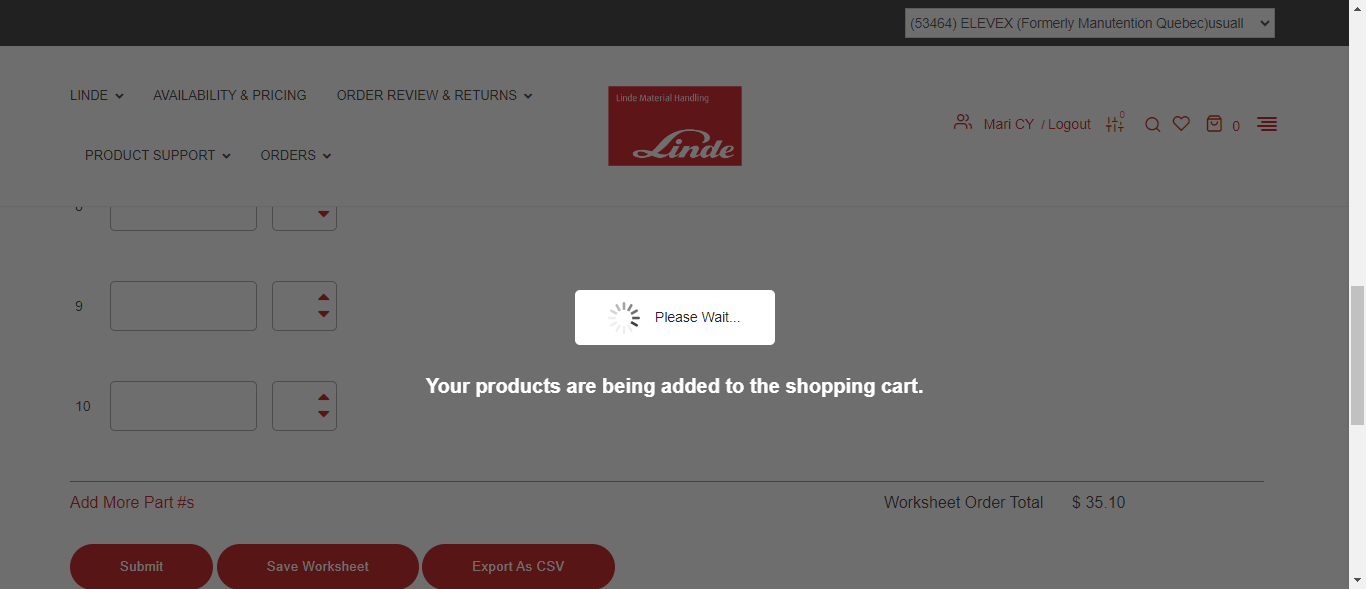 (53464) ELEVEX (Formerly Manutention Quebec)usuall
LINDE AVAILABILITY & PRICING ORDER REVIEW & RETURNS
Linde Material Handling
Linde
Mari CY / Logout 0 0
PRODUCT SUPPORT ORDERS
9
Please Wait...
Your products are being added to the shopping cart.
10
Add More Part #s Worksheet Order Total $ 35.10
Submit Save Worksheet Export As CSV